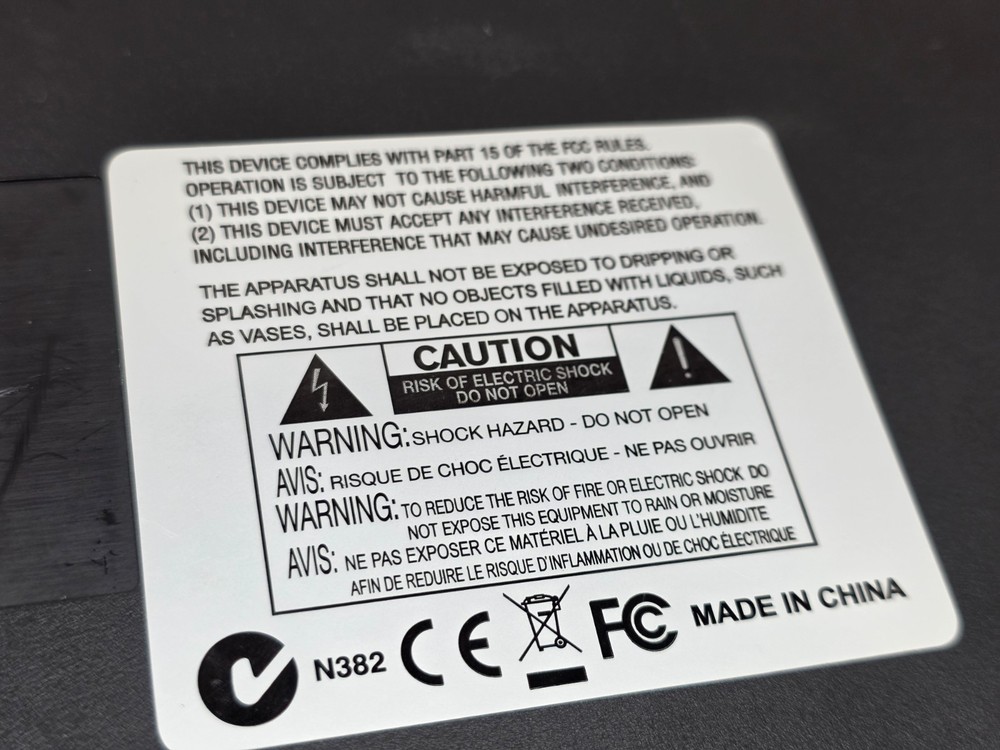 THIS DEVICE COMPLIES WITH PART 15 OF THE FCC RULES.
OPERATION IS SUBJECT TO THE FOLLOWING TWO CONDITIONS:
(1) THIS DEVICE MAY NOT CAUSE HARMFUL INTERFERENCE, AND
(2) THIS DEVICE MUST ACCEPT ANY INTERFERENCE RECEIVED,
INCLUDING INTERFERENCE THAT MAY CAUSE UNDESIRED OPERATION.
THE APPARATUS SHALL NOT BE EXPOSED TO DRIPPING OR
SPLASHING AND THAT NO OBJECTS FILLED WITH LIQUIDS, SUCH
AS VASES, SHALL BE PLACED ON THE APPARATUS.
CAUTION
RISK OF ELECTRIC SHOCK
DO NOT OPEN
WARNING: SHOCK HAZARD - DO NOT OPEN
AVIS: RISQUE DE CHOC ÉLECTRIQUE - NE PAS OUVRIR
WARNING: TO REDUCE THE RISK OF FIRE OR ELECTRIC SHOCK DO
NOT EXPOSE THIS EQUIPMENT TO RAIN OR MOISTURE
AVIS: NE PAS EXPOSER CE MATÉRIEL À LA PLUIE OU L'HUMIDITE
AFIN DE REDUIRE LE RISQUE D'INFLAMMATION OU DE CHOC ÉLECTRIQUE
N382 CE FC MADE IN CHINA